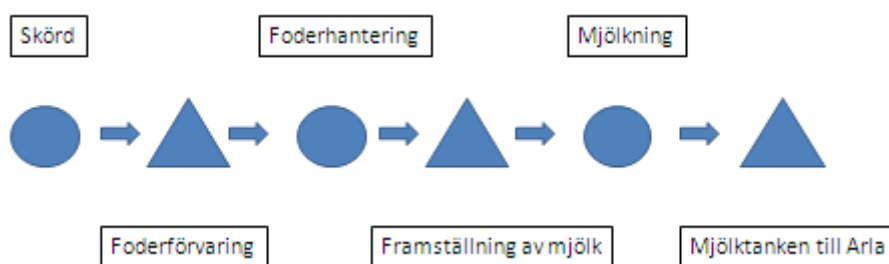 Skörd
Foderhantering
Mjölkning
Foderförvaring
Framställning av mjölk
Mjölktanken till Arla